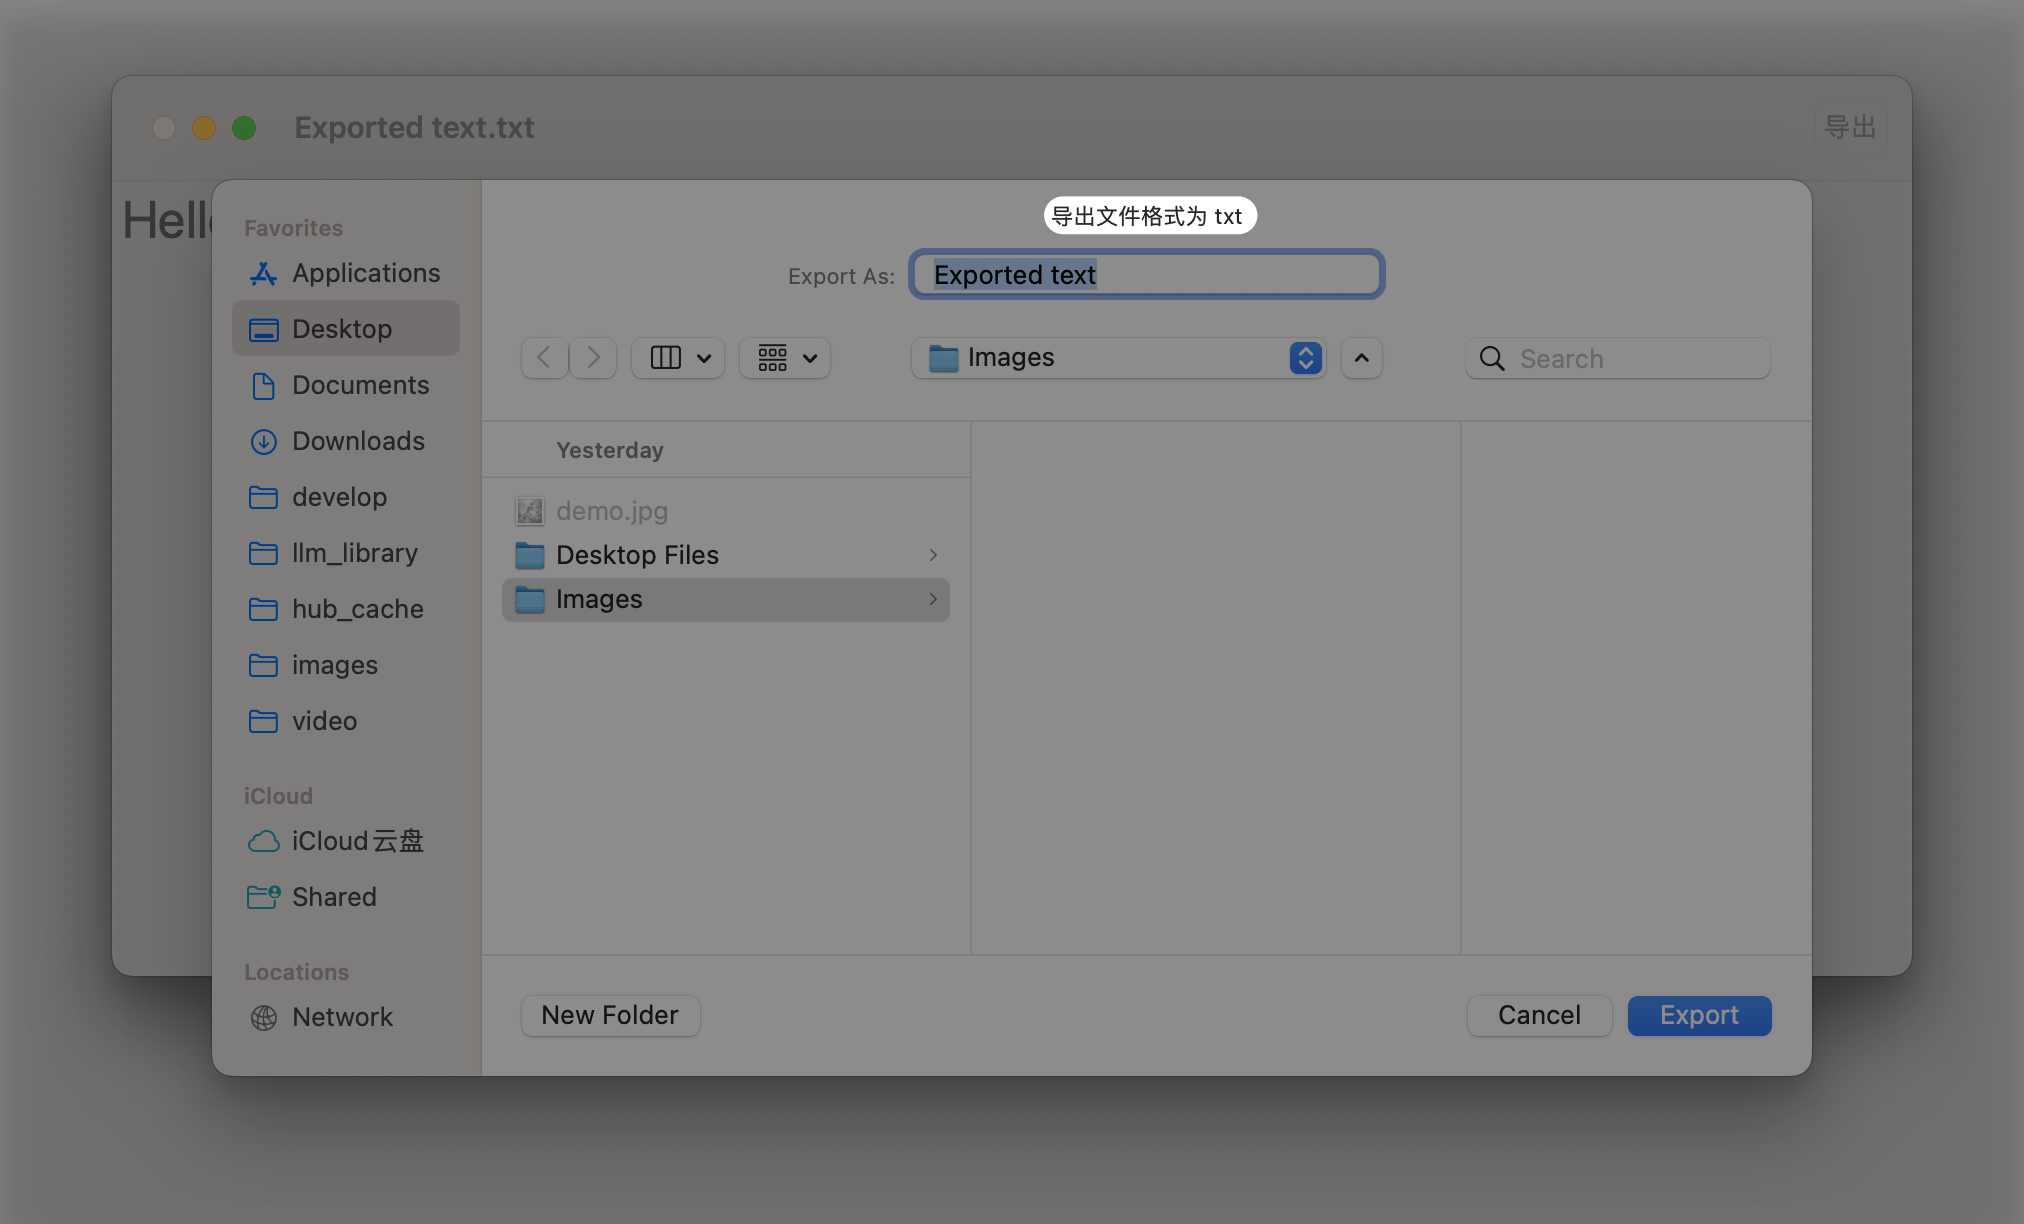 Exported text.txt
导出
Hell
导出文件格式为 txt
Export As:
Exported text
Images
Search
Favorites
Applications
Desktop
Documents
Downloads
develop
llm_library
hub_cache
images
video
iCloud
iCloud云盘
Shared
Locations
Network
Yesterday
demo.jpg
Desktop Files
Images
New Folder
Cancel
Export